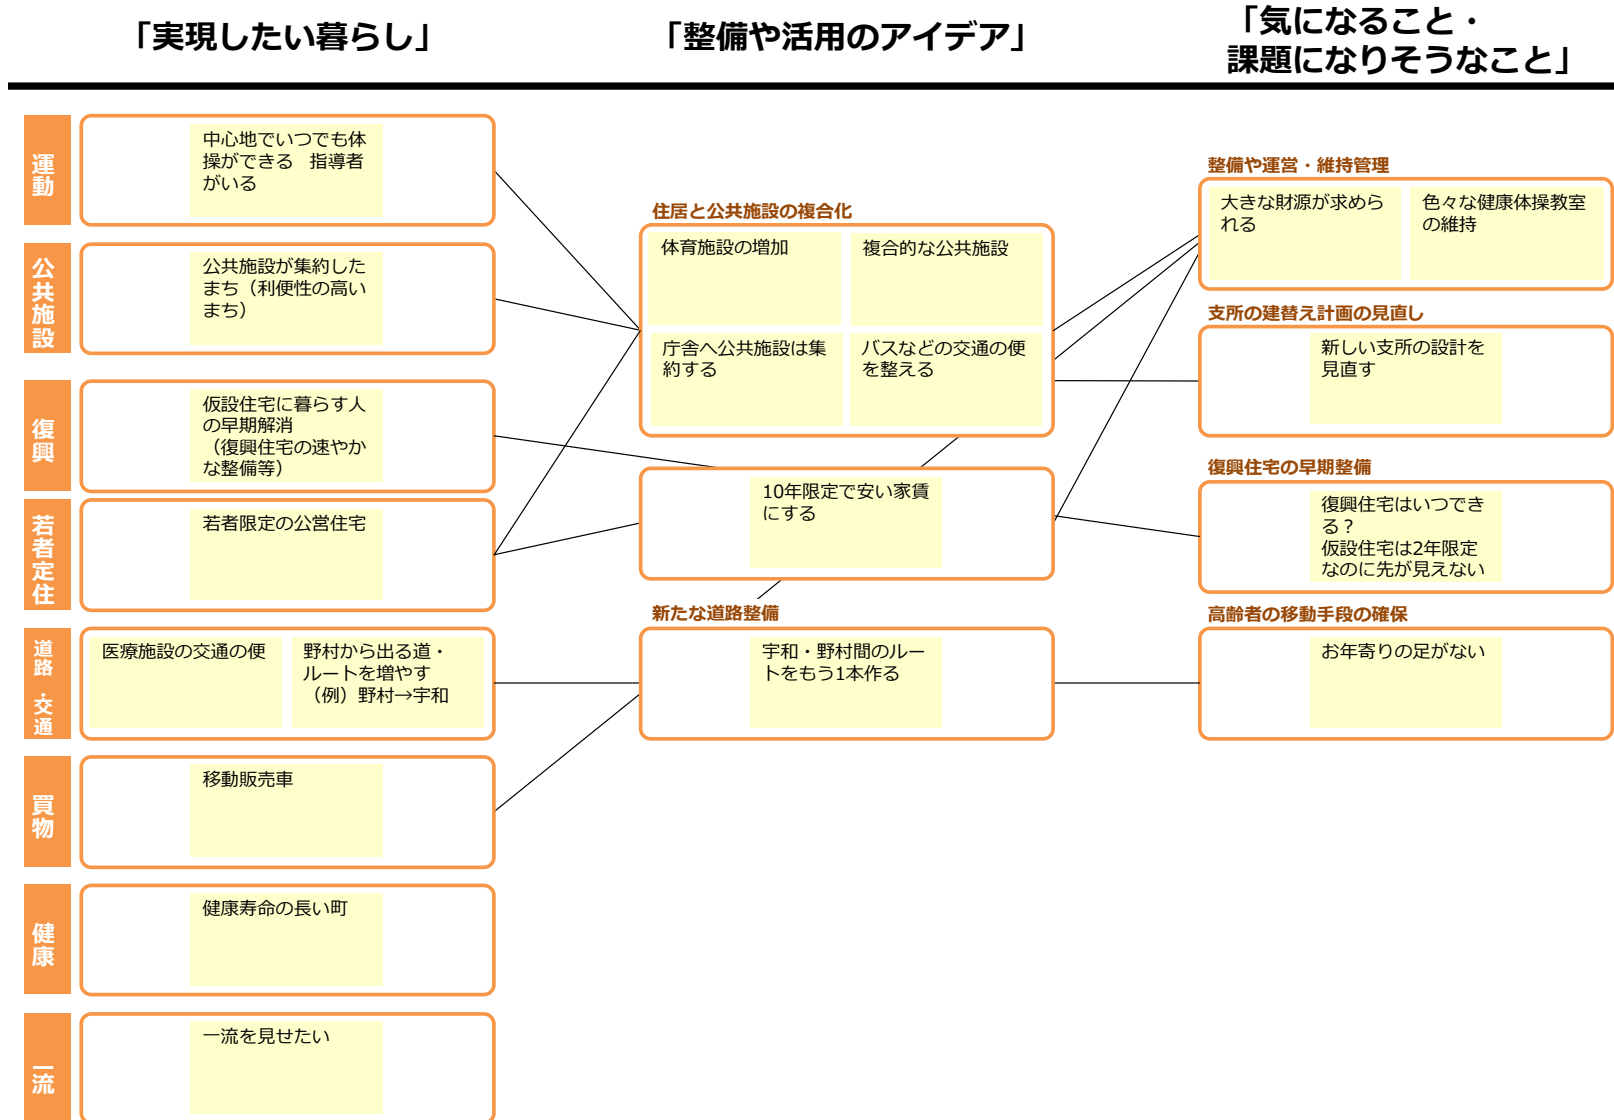 「実現したい暮らし」
「整備や活用のアイデア」
「気になること・
課題になりそうなこと」
運動
中心地でいつでも体
操ができる　指導者
がいる
公共施設
公共施設が集約した
まち（利便性の高い
まち）
復興
仮設住宅に暮らす人
の早期解消
（復興住宅の速やか
な整備等）
若者定住
若者限定の公営住宅
道路・交通
医療施設の交通の便
野村から出る道・
ルートを増やす
（例）野村→宇和
買物
移動販売車
健康
健康寿命の長い町
一流
一流を見せたい
住居と公共施設の複合化
体育施設の増加
複合的な公共施設
庁舎へ公共施設は集
約する
バスなどの交通の便
を整える
10年限定で安い家賃
にする
新たな道路整備
宇和・野村間のルー
トをもう1本作る
整備や運営・維持管理
大きな財源が求めら
れる
色々な健康体操教室
の維持
支所の建替え計画の見直し
新しい支所の設計を
見直す
復興住宅の早期整備
復興住宅はいつでき
る？
仮設住宅は2年限定
なのに先が見えない
高齢者の移動手段の確保
お年寄りの足がない